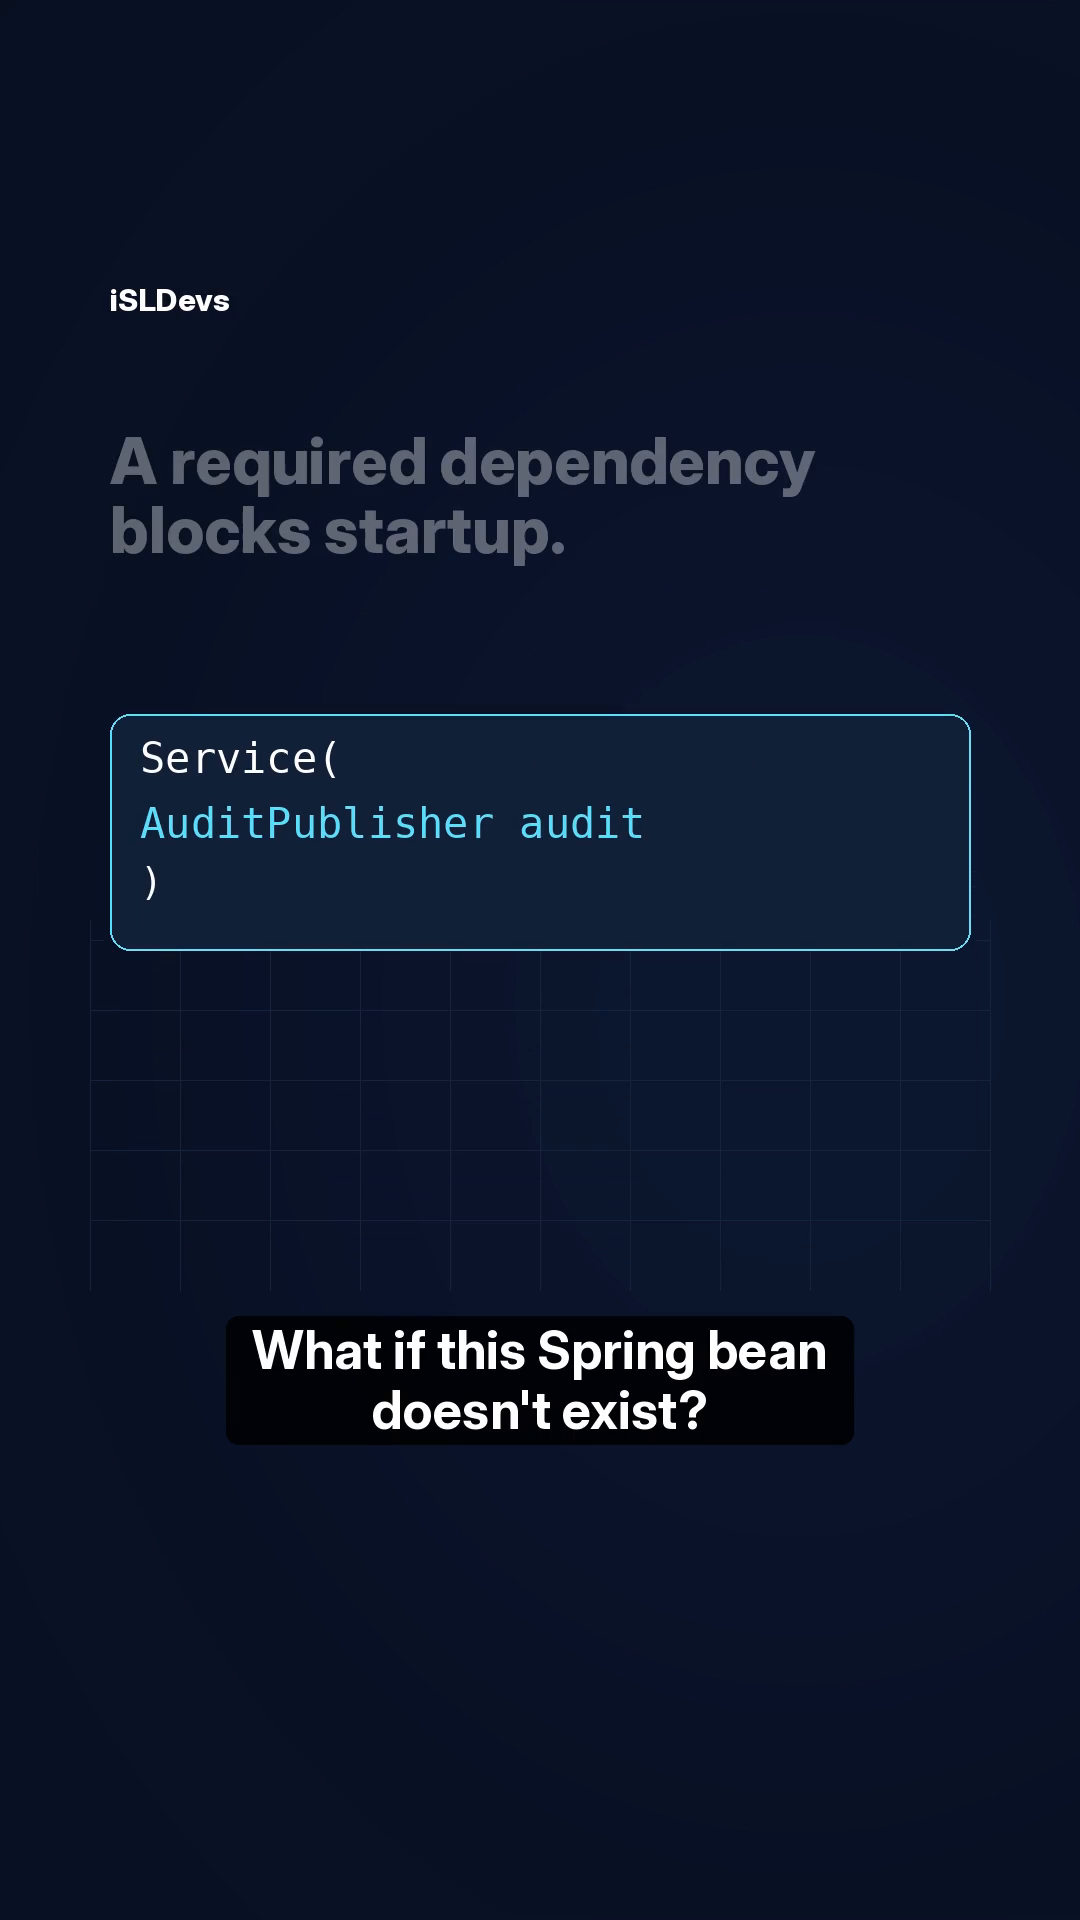 iSLDevs
A required dependency
blocks startup.
Service(
AuditPublisher audit
)
What if this Spring bean
doesn't exist?